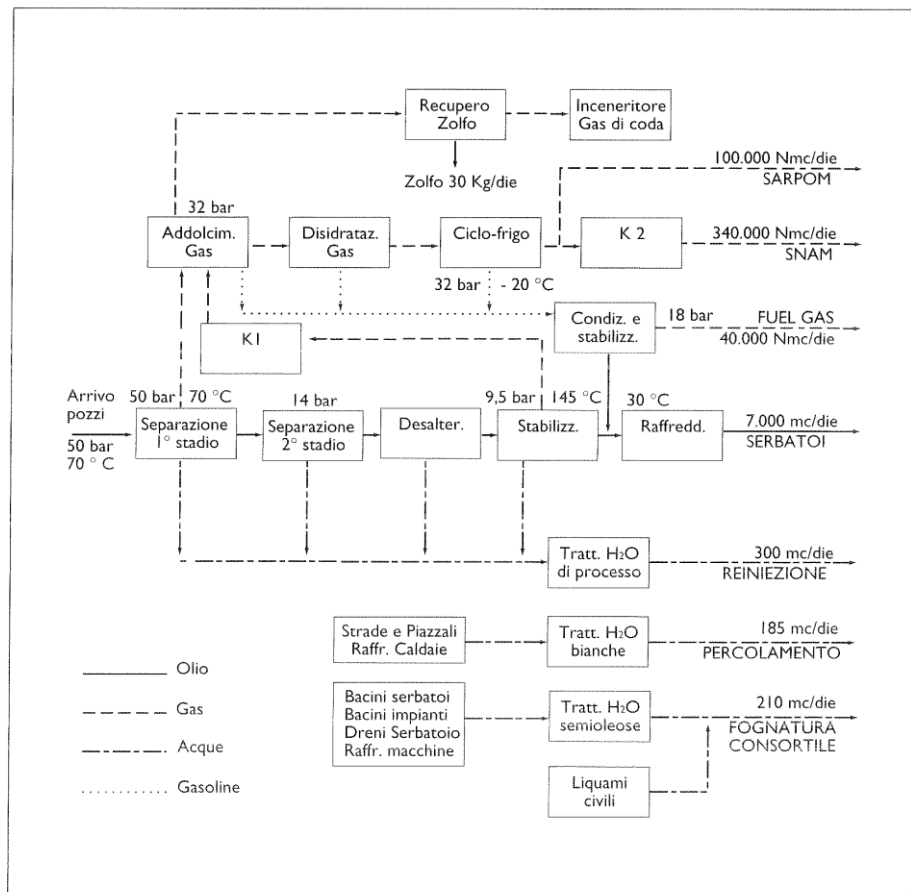 Recupero
Zolfo
Inceneritore
Gas di coda
Zolfo 30 Kg/die
100.000 Nmc/die
SARPOM
32 bar
Addolcim.
Gas
Disidrataz.
Gas
Ciclo-frigo
K 2
340.000 Nmc/die
SNAM
32 bar - 20 °C
K1
Condiz. e
stabilizz.
18 bar
FUEL GAS
40.000 Nmc/die
Arrivo
pozzi
50 bar
70 °C
50 bar 70 °C
Separazione
1° stadio
14 bar
Separazione
2° stadio
Desalter.
9,5 bar 145 °C
Stabilizz.
30 °C
Raffredd.
7.000 mc/die
SERBATOI
Tratt. H2O
di processo
300 mc/die
REINIEZIONE
Strade e Piazzali
Raffr. Caldaie
Tratt. H2O
bianche
185 mc/die
PERCOLAMENTO
Bacini serbatoi
Bacini impianti
Dreni Serbatoio
Raffr. macchine
Tratt. H2O
semioleose
210 mc/die
FOGNATURA
CONSORTILE
Liquami
civili
Olio
Gas
Acque
Gasoline